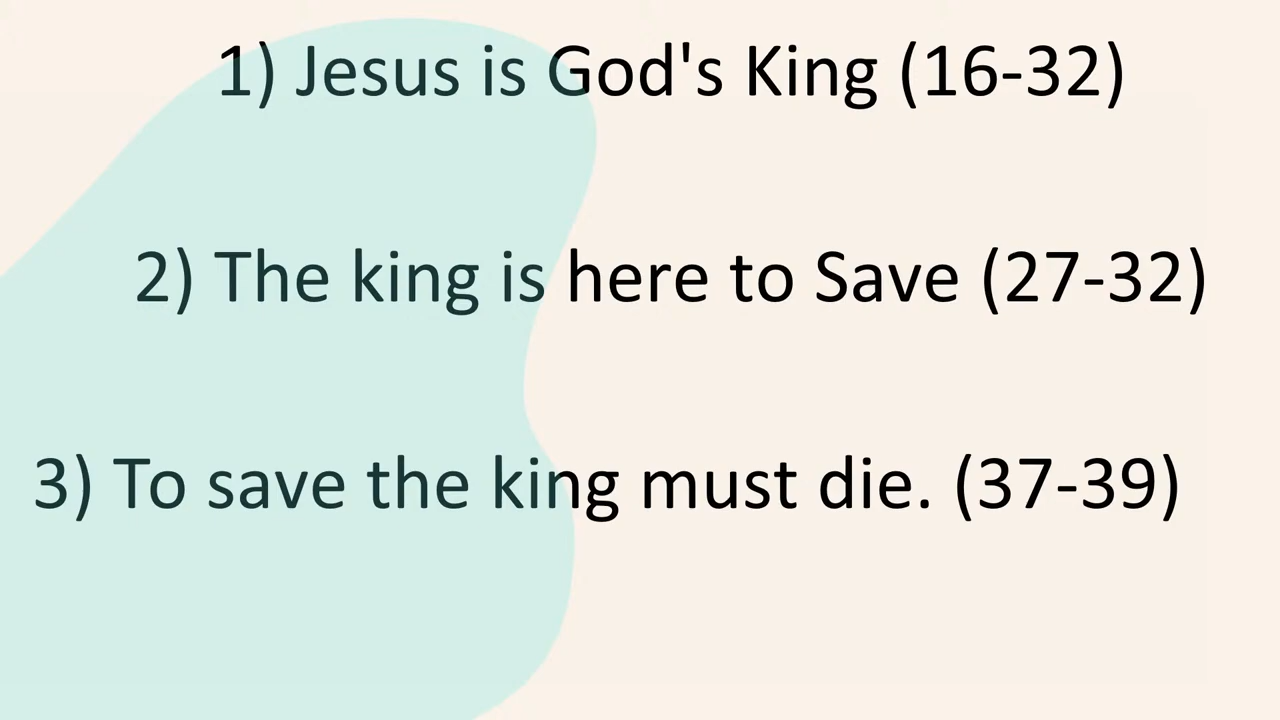 1) Jesus is God's King (16-32)
2) The king is here to Save (27-32)
3) To save the king must die. (37-39)